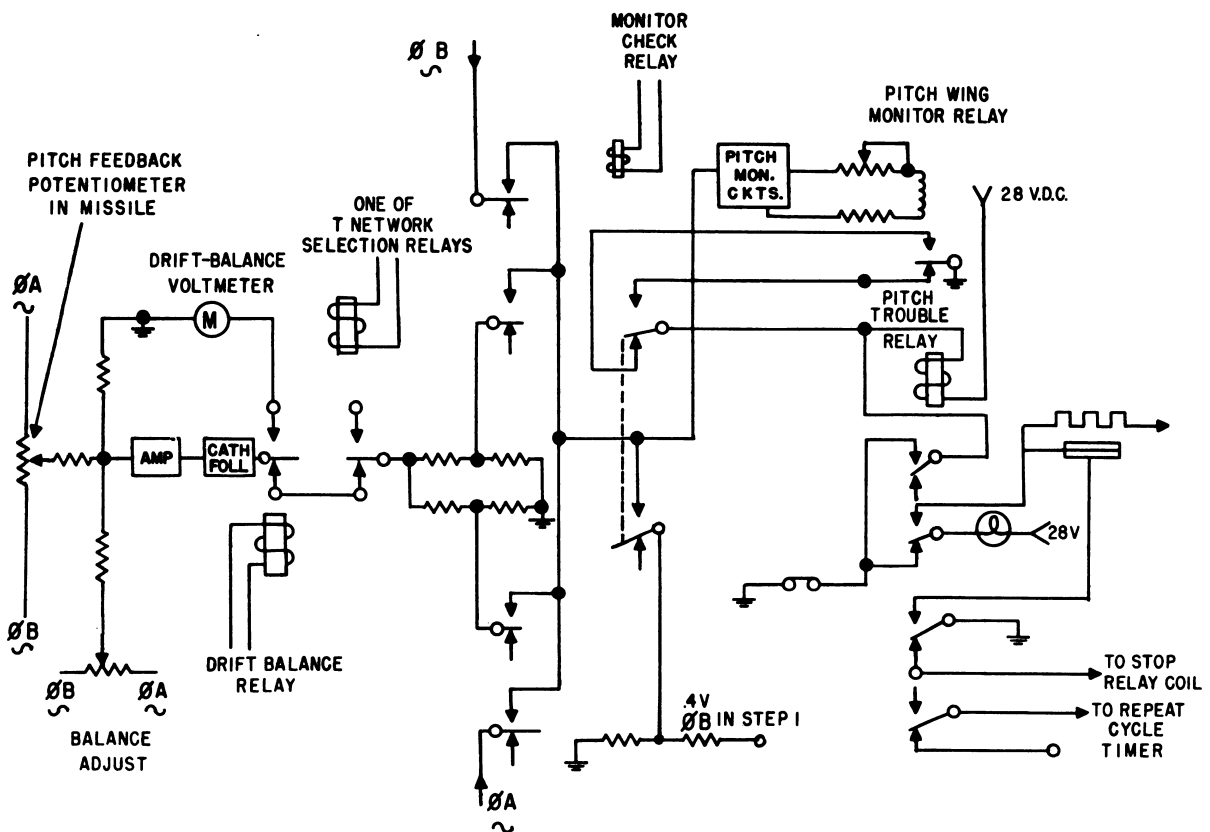 MONITOR
CHECK
RELAY
Ø B
PITCH WING
MONITOR RELAY
PITCH
MON.
CKTS.
28 V.D.C.
PITCH FEEDBACK
POTENTIOMETER
IN MISSILE
ONE OF
T NETWORK
SELECTION RELAYS
DRIFT-BALANCE
VOLTMETER
ØA
M
PITCH
TROUBLE
RELAY
AMP
CATH
FOLL
28V
ØB
DRIFT BALANCE
RELAY
ØB
ØA
BALANCE
ADJUST
.4V
ØB IN STEP I
ØA
TO STOP
RELAY COIL
TO REPEAT
CYCLE
TIMER